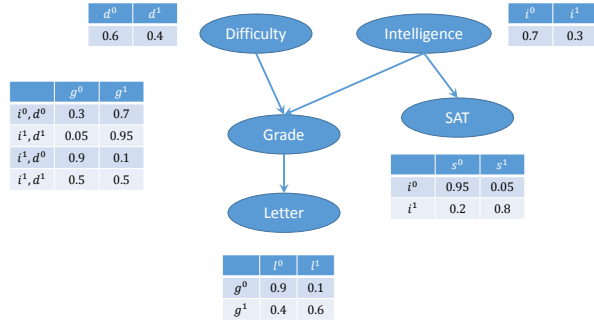 d⁰ d¹
0.6 0.4
Difficulty
Intelligence
i⁰ i¹
0.7 0.3
g⁰ g¹
i⁰, d⁰ 0.3 0.7
i¹, d¹ 0.05 0.95
i¹, d⁰ 0.9 0.1
i¹, d¹ 0.5 0.5
Grade
SAT
s⁰ s¹
i⁰ 0.95 0.05
i¹ 0.2 0.8
Letter
l⁰ l¹
g⁰ 0.9 0.1
g¹ 0.4 0.6